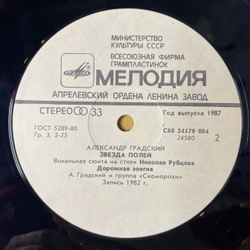 МИНИСТЕРСТВО
КУЛЬТУРЫ СССР
ВСЕСОЮЗНАЯ ФИРМА
ГРАМПЛАСТИНОК
МЕЛОДИЯ
АПРЕЛЕВСКИЙ ОРДЕНА ЛЕНИНА ЗАВОД
СТЕРЕО 33
Год выпуска 1987
ГОСТ 5289-80
Гр. 3. 2-25
С60 24579 004
24580 2
АЛЕКСАНДР ГРАДСКИЙ
ЗВЕЗДА ПОЛЕЙ
Вокальная сюита на стихи Николая Рубцова
Дорожная элегия
А. Градский и группа «Скоморохи»
Запись 1982 г.